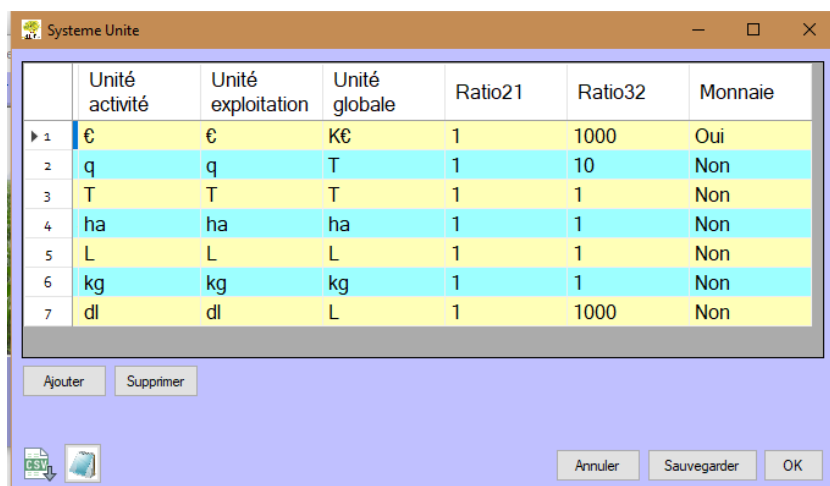 Systeme Unite
Unité activité Unité exploitation Unité globale Ratio21 Ratio32 Monnaie
1 € € K€ 1 1000 Oui
2 q q T 1 10 Non
3 T T T 1 1 Non
4 ha ha ha 1 1 Non
5 L L L 1 1 Non
6 kg kg kg 1 1 Non
7 dl dl L 1 1000 Non
Ajouter Supprimer
CSV Annuler Sauvegarder OK